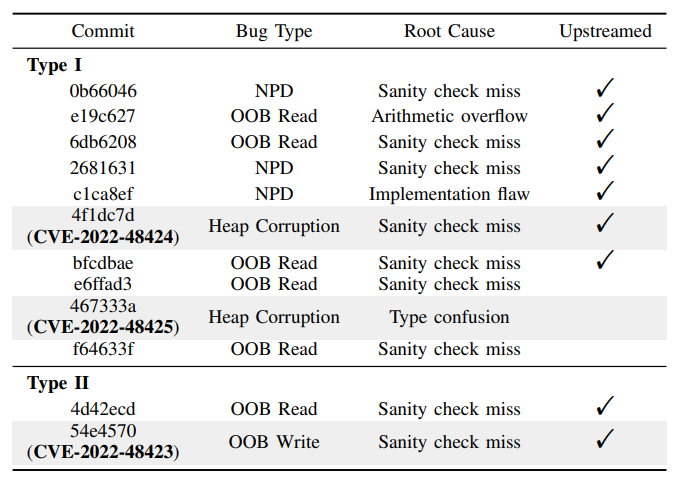 Commit Bug Type Root Cause Upstreamed
Type I
0b66046 NPD Sanity check miss ✓
e19c627 OOB Read Arithmetic overflow ✓
6db6208 OOB Read Sanity check miss ✓
2681631 NPD Sanity check miss ✓
c1ca8ef NPD Implementation flaw ✓
4f1dc7d
(CVE-2022-48424) Heap Corruption Sanity check miss ✓
bfcdbae OOB Read Sanity check miss ✓
e6ffad3 OOB Read Sanity check miss
467333a
(CVE-2022-48425) Heap Corruption Type confusion
f64633f OOB Read Sanity check miss
Type II
4d42ecd OOB Read Sanity check miss ✓
54e4570
(CVE-2022-48423) OOB Write Sanity check miss ✓